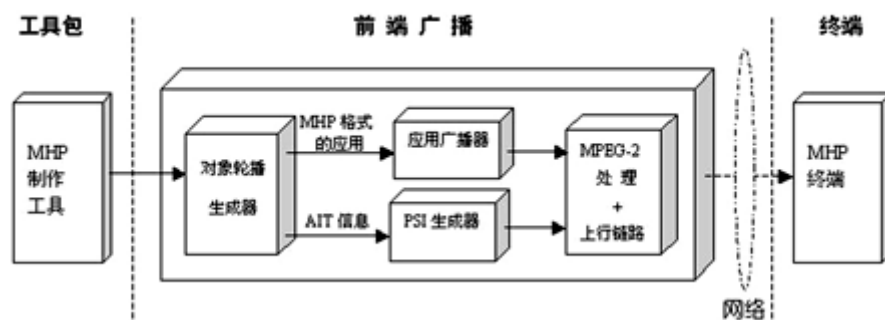 工具包
前端广播
终端
MHP
制作
工具
对象轮播
生成器
MHP 格式
的应用
AIT 信息
应用广播器
PSI 生成器
MPEG-2
处 理
+
上行链路
网络
MHP
终端